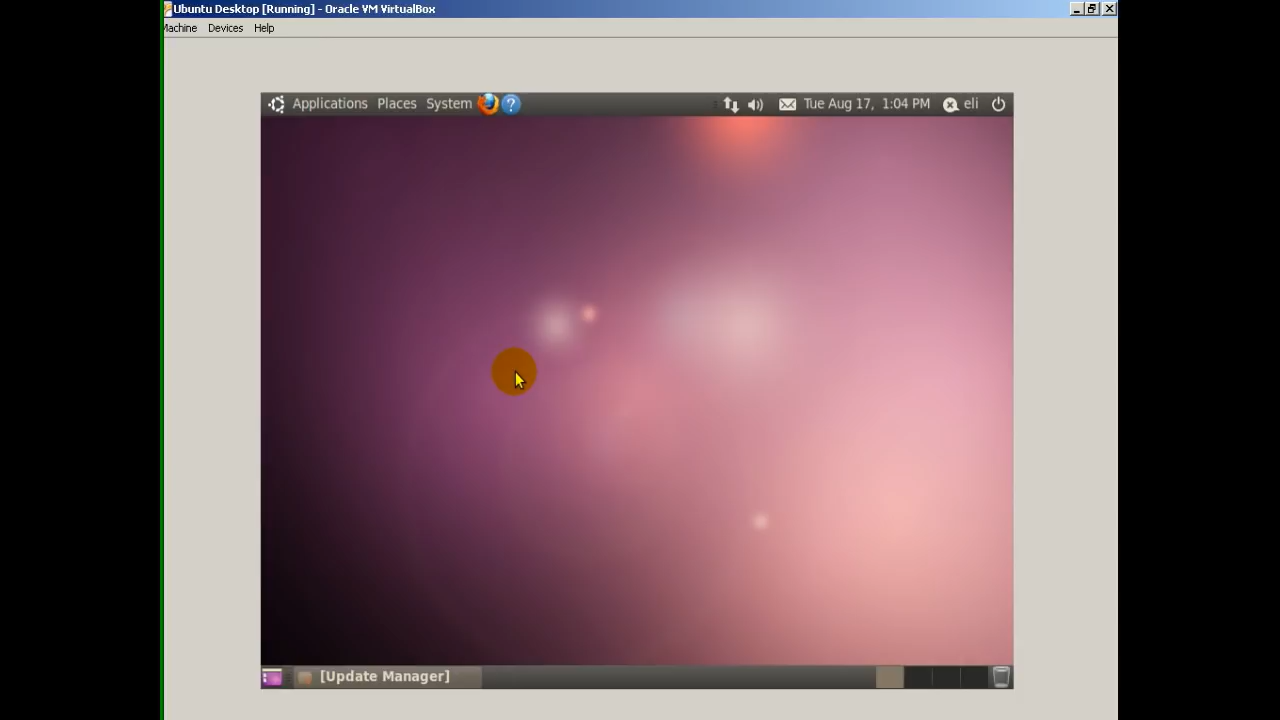 Ubuntu Desktop [Running] - Oracle VM VirtualBox
Machine Devices Help
Applications Places System ? Tue Aug 17, 1:04 PM eli
[Update Manager]